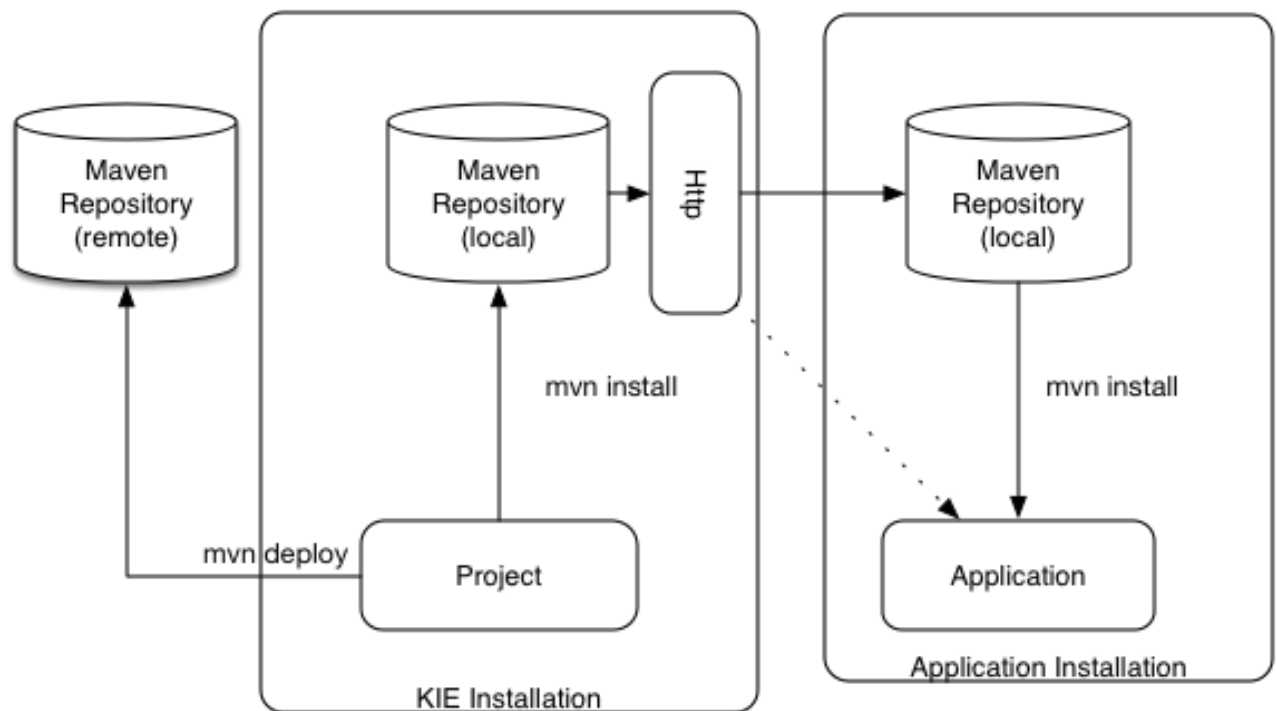 Maven
Repository
(remote)
Maven
Repository
(local)
Http
Maven
Repository
(local)
mvn install
mvn install
mvn deploy
Project
Application
Application Installation
KIE Installation